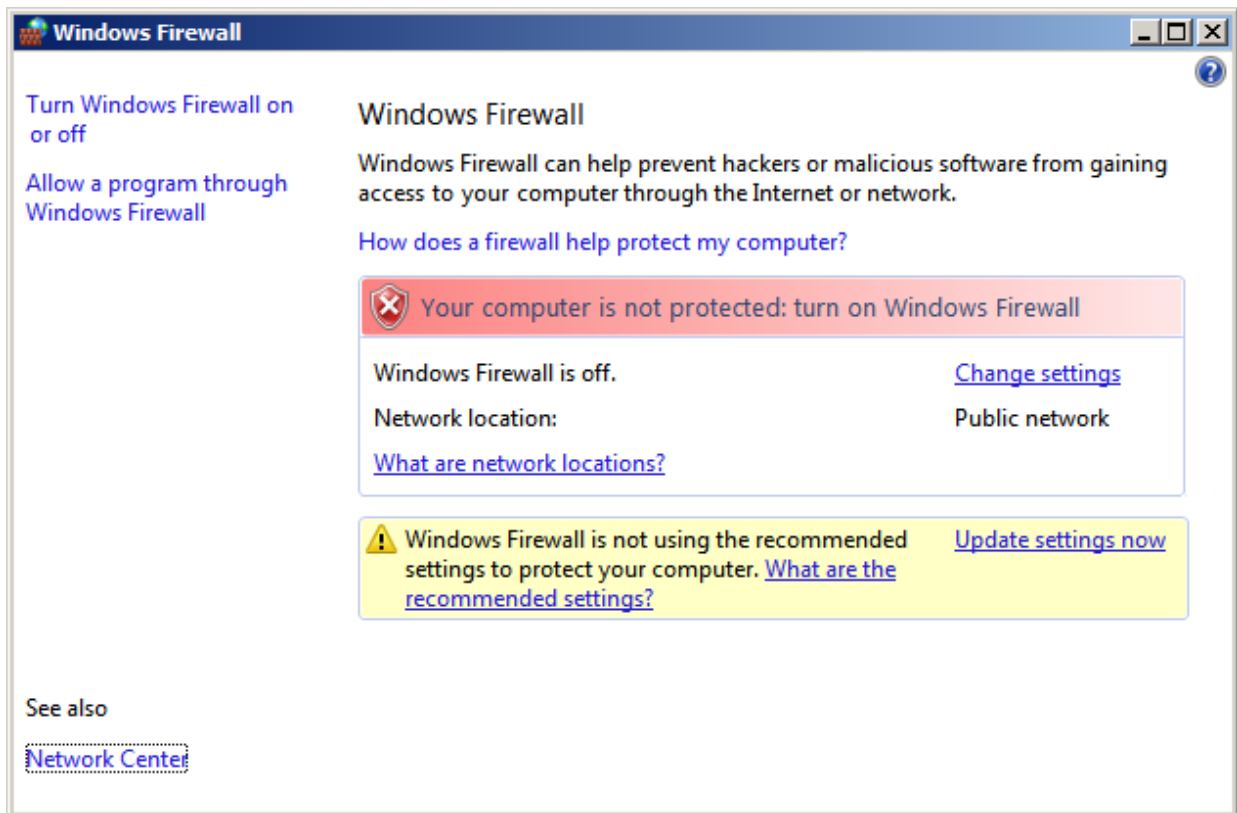 Windows Firewall
Turn Windows Firewall on
or off
Allow a program through
Windows Firewall
Windows Firewall
Windows Firewall can help prevent hackers or malicious software from gaining
access to your computer through the Internet or network.
How does a firewall help protect my computer?
Your computer is not protected: turn on Windows Firewall
Windows Firewall is off. Change settings
Network location: Public network
What are network locations?
Windows Firewall is not using the recommended Update settings now
settings to protect your computer. What are the
recommended settings?
See also
Network Center